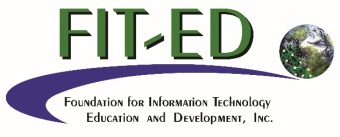 FIT-ED
Foundation for Information Technology
Education and Development, Inc.